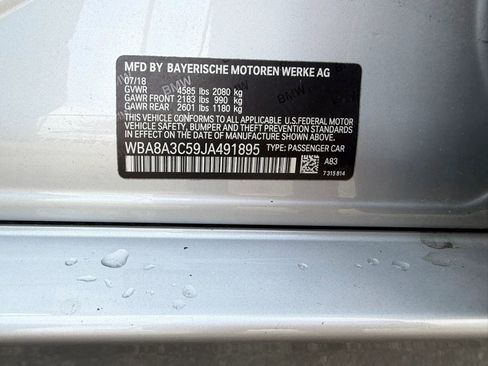 MFD BY BAYERISCHE MOTOREN WERKE AG
07/18
GVWR 4585 lbs 2080 kg
GAWR FRONT 2183 lbs 990 kg
GAWR REAR 2601 lbs 1180 kg
THIS VEHICLE CONFORMS TO ALL APPLICABLE U.S.FEDERAL MOTOR
VEHICLE SAFETY, BUMPER AND THEFT PREVENTION STANDARDS
IN EFFECT ON THE DATE OF MANUFACTURE SHOWN ABOVE.
WBA8A3C59JA491895 TYPE: PASSENGER CAR
A83
7 315 814
BMW
BMW